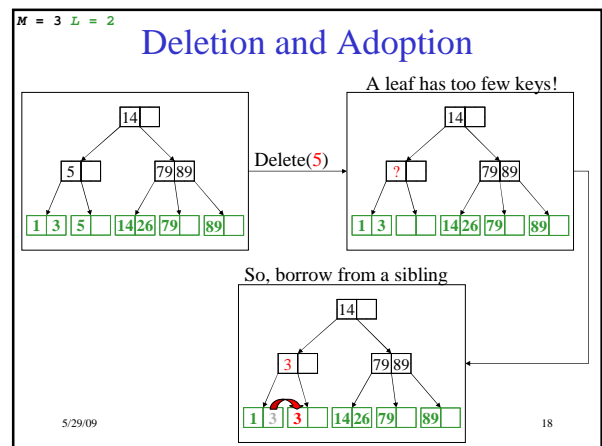 M = 3 L = 2
Deletion and Adoption
A leaf has too few keys!
14
5
79 89
1 3 5 14 26 79 89
Delete(5)
14
?
79 89
1 3 14 26 79 89
So, borrow from a sibling
14
3
79 89
1 3 3 14 26 79 89
5/29/09
18